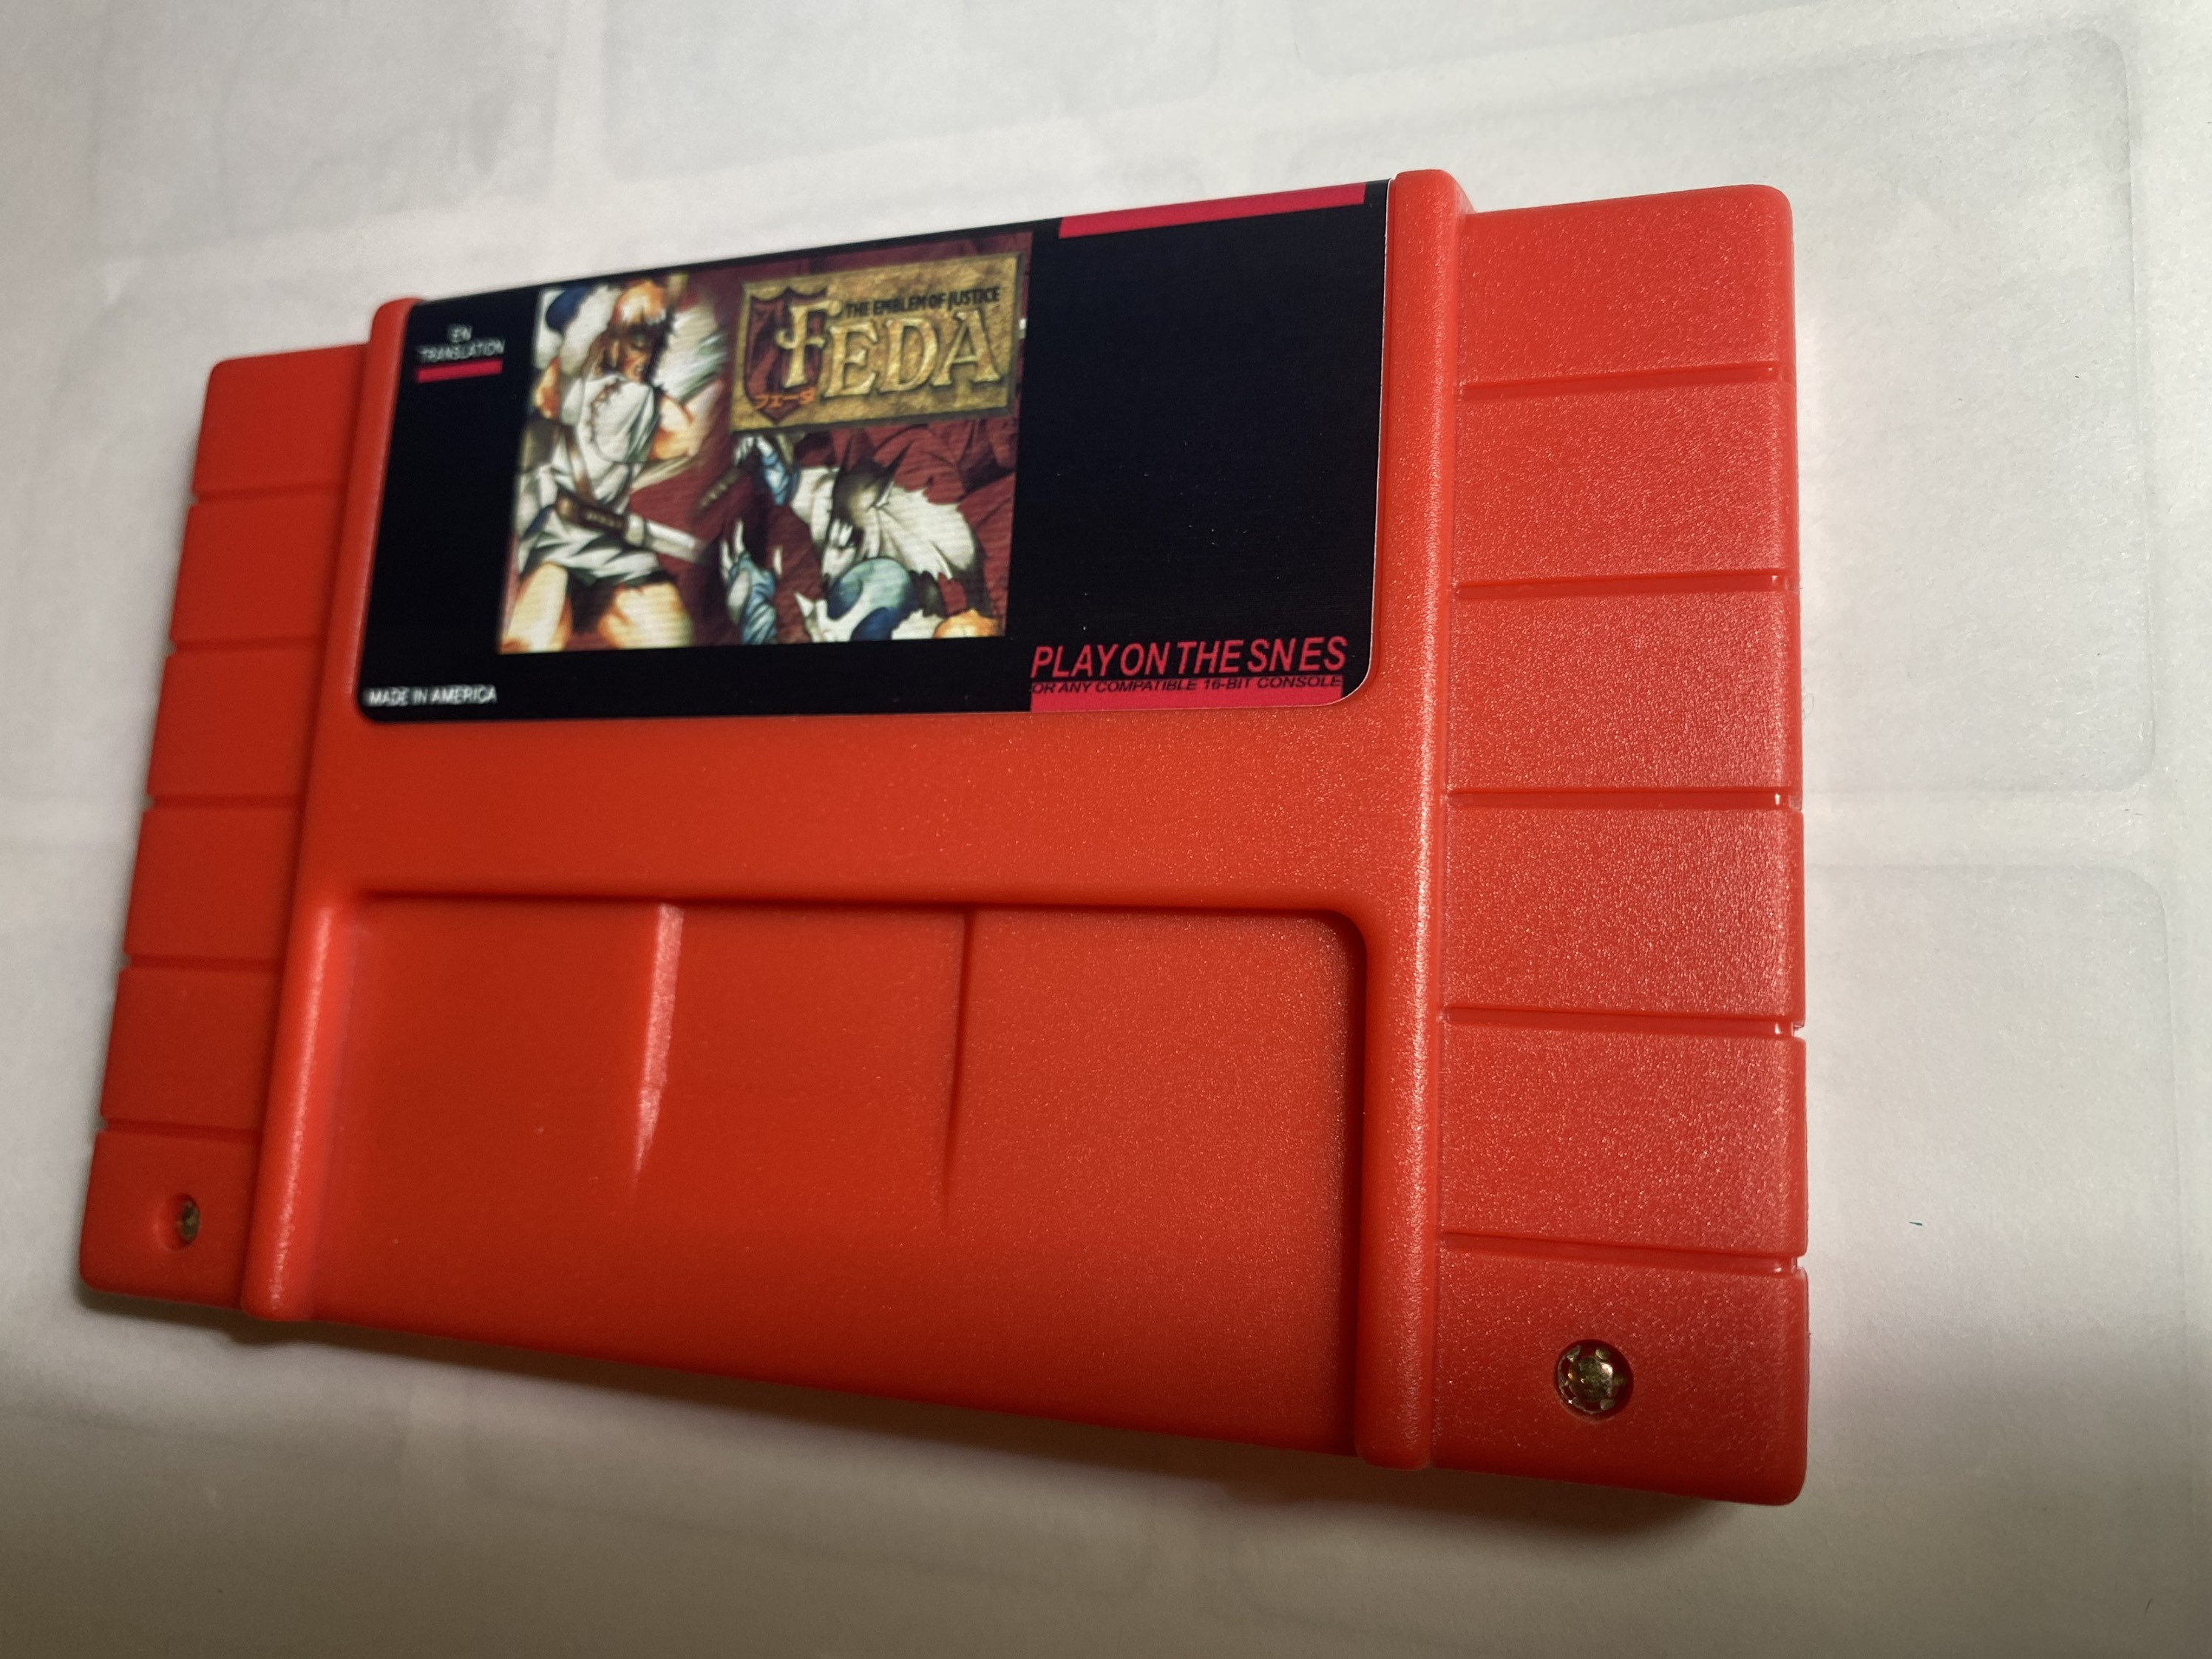 EN
TRANSLATION
THE EMBLEM OF JUSTICE
FEDA
フェーダ
MADE IN AMERICA
PLAY ON THE SNES
OR ANY COMPATIBLE 16-BIT CONSOLE